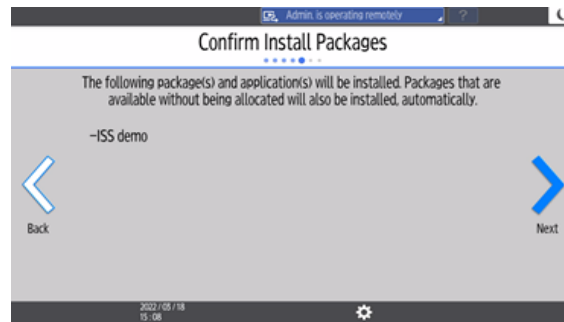 Admin. is operating remotely
?
Confirm Install Packages
The following package(s) and application(s) will be installed. Packages that are
available without being allocated will also be installed, automatically.
-ISS demo
Back
Next
2022 / 05 / 18
15 : 08